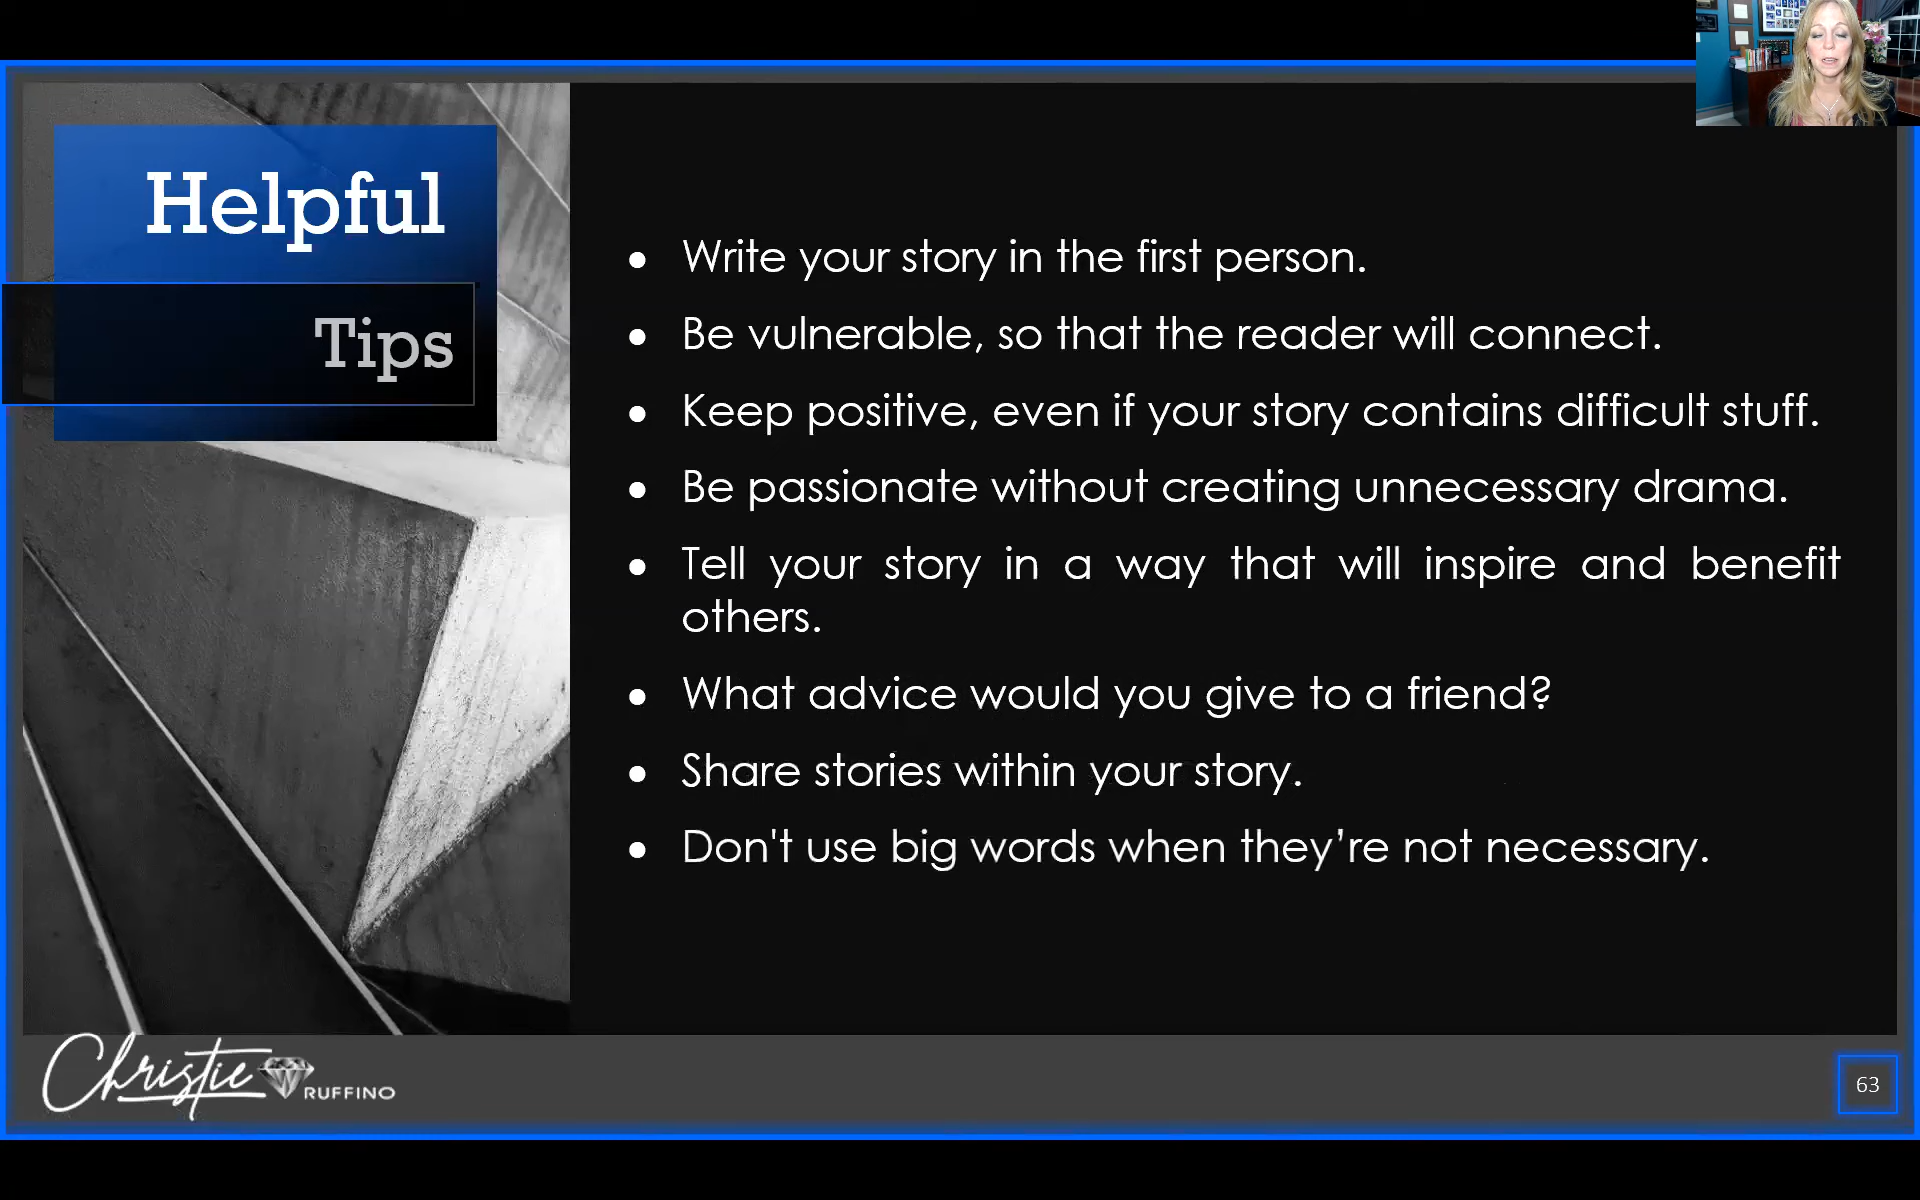 Helpful
Tips
• Write your story in the first person.
• Be vulnerable, so that the reader will connect.
• Keep positive, even if your story contains difficult stuff.
• Be passionate without creating unnecessary drama.
• Tell your story in a way that will inspire and benefit
others.
• What advice would you give to a friend?
• Share stories within your story.
• Don't use big words when they’re not necessary.
Christie RUFFINO
63